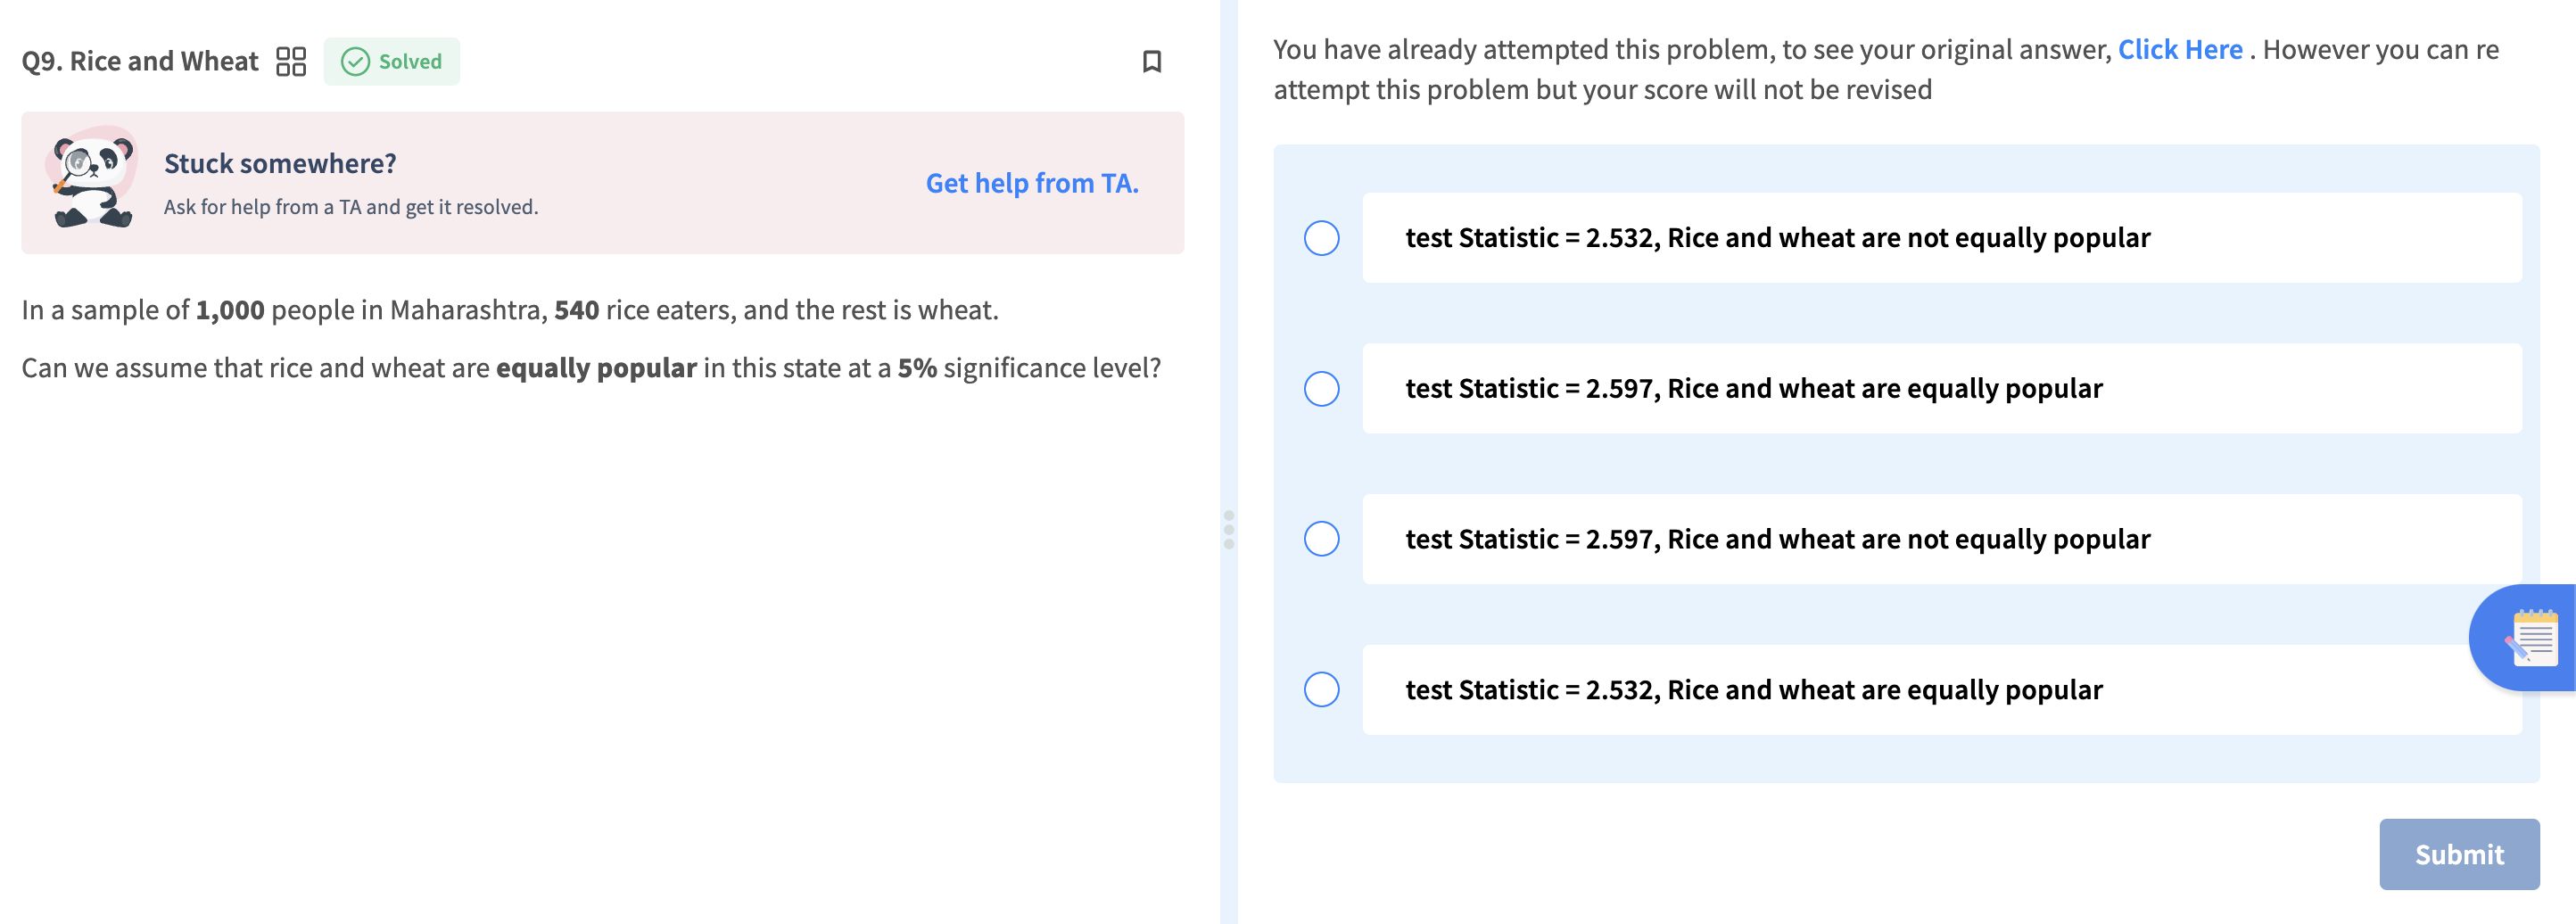 Q9. Rice and Wheat
Solved
Stuck somewhere?
Ask for help from a TA and get it resolved.
Get help from TA.
In a sample of 1,000 people in Maharashtra, 540 rice eaters, and the rest is wheat.
Can we assume that rice and wheat are equally popular in this state at a 5% significance level?
You have already attempted this problem, to see your original answer, Click Here . However you can re
attempt this problem but your score will not be revised
test Statistic = 2.532, Rice and wheat are not equally popular
test Statistic = 2.597, Rice and wheat are equally popular
test Statistic = 2.597, Rice and wheat are not equally popular
test Statistic = 2.532, Rice and wheat are equally popular
Submit